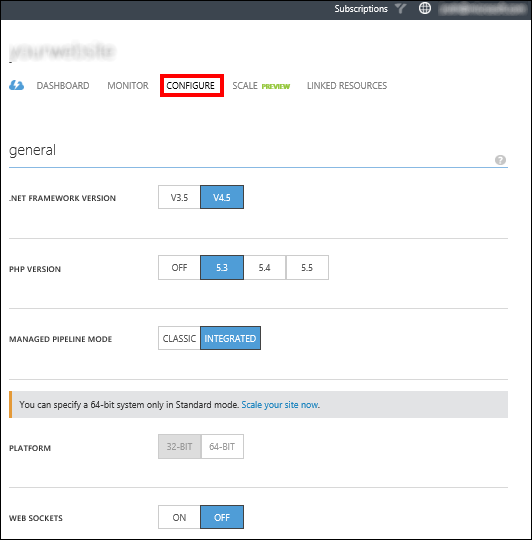 Subscriptions
DASHBOARD MONITOR CONFIGURE SCALE PREVIEW LINKED RESOURCES
general
?
.NET FRAMEWORK VERSION V3.5 V4.5
PHP VERSION OFF 5.3 5.4 5.5
MANAGED PIPELINE MODE CLASSIC INTEGRATED
You can specify a 64-bit system only in Standard mode. Scale your site now.
PLATFORM 32-BIT 64-BIT
WEB SOCKETS ON OFF